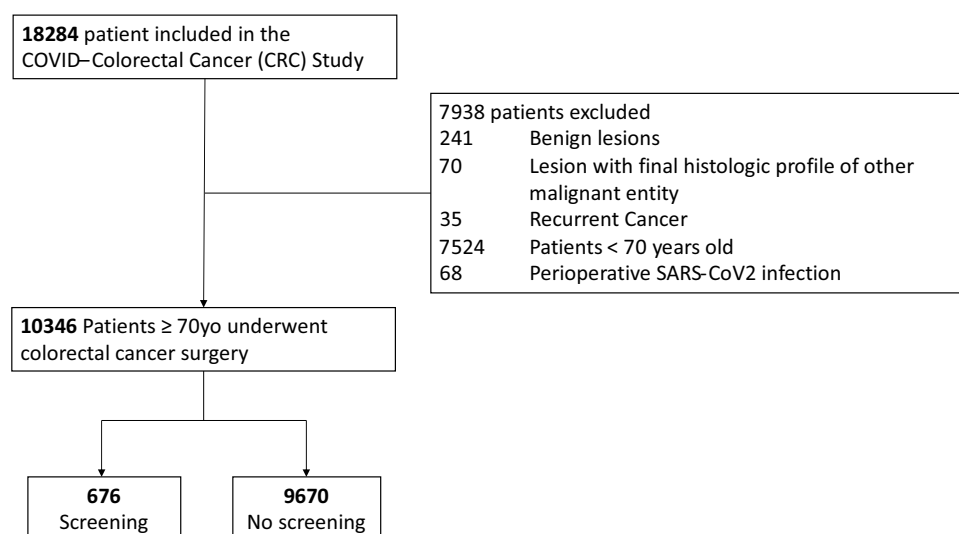 18284 patient included in the
COVID–Colorectal Cancer (CRC) Study
7938 patients excluded
241 Benign lesions
70 Lesion with final histologic profile of other
malignant entity
35 Recurrent Cancer
7524 Patients < 70 years old
68 Perioperative SARS-CoV2 infection
10346 Patients ≥ 70yo underwent
colorectal cancer surgery
676
Screening
9670
No screening